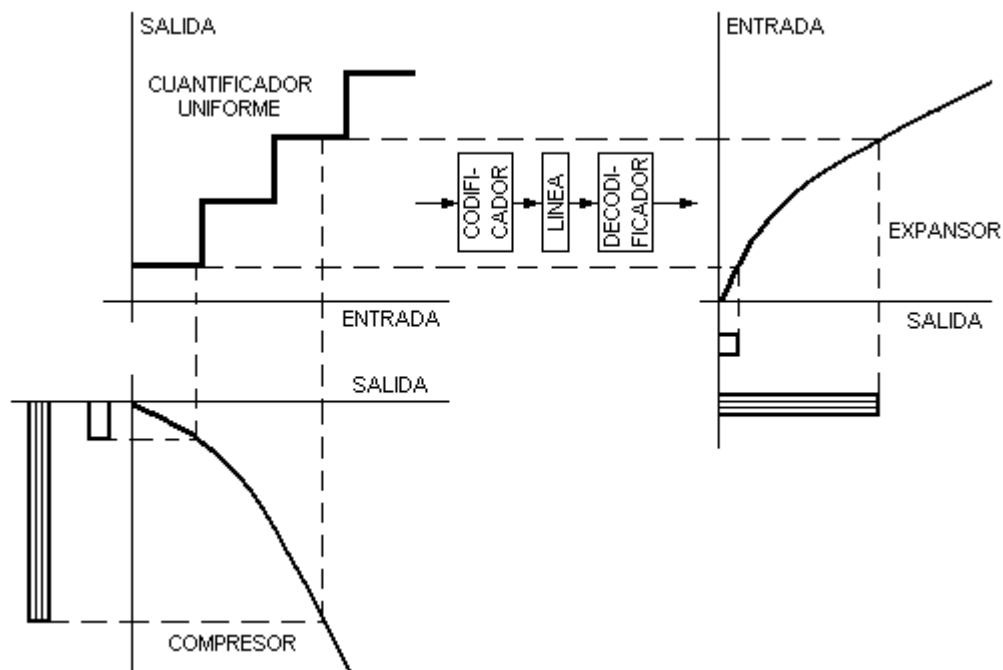 SALIDA
CUANTIFICADOR
UNIFORME
ENTRADA
CODIFI-
CADOR
LINEA
DECODI-
FICADOR
ENTRADA
EXPANSOR
SALIDA
SALIDA
COMPRESOR